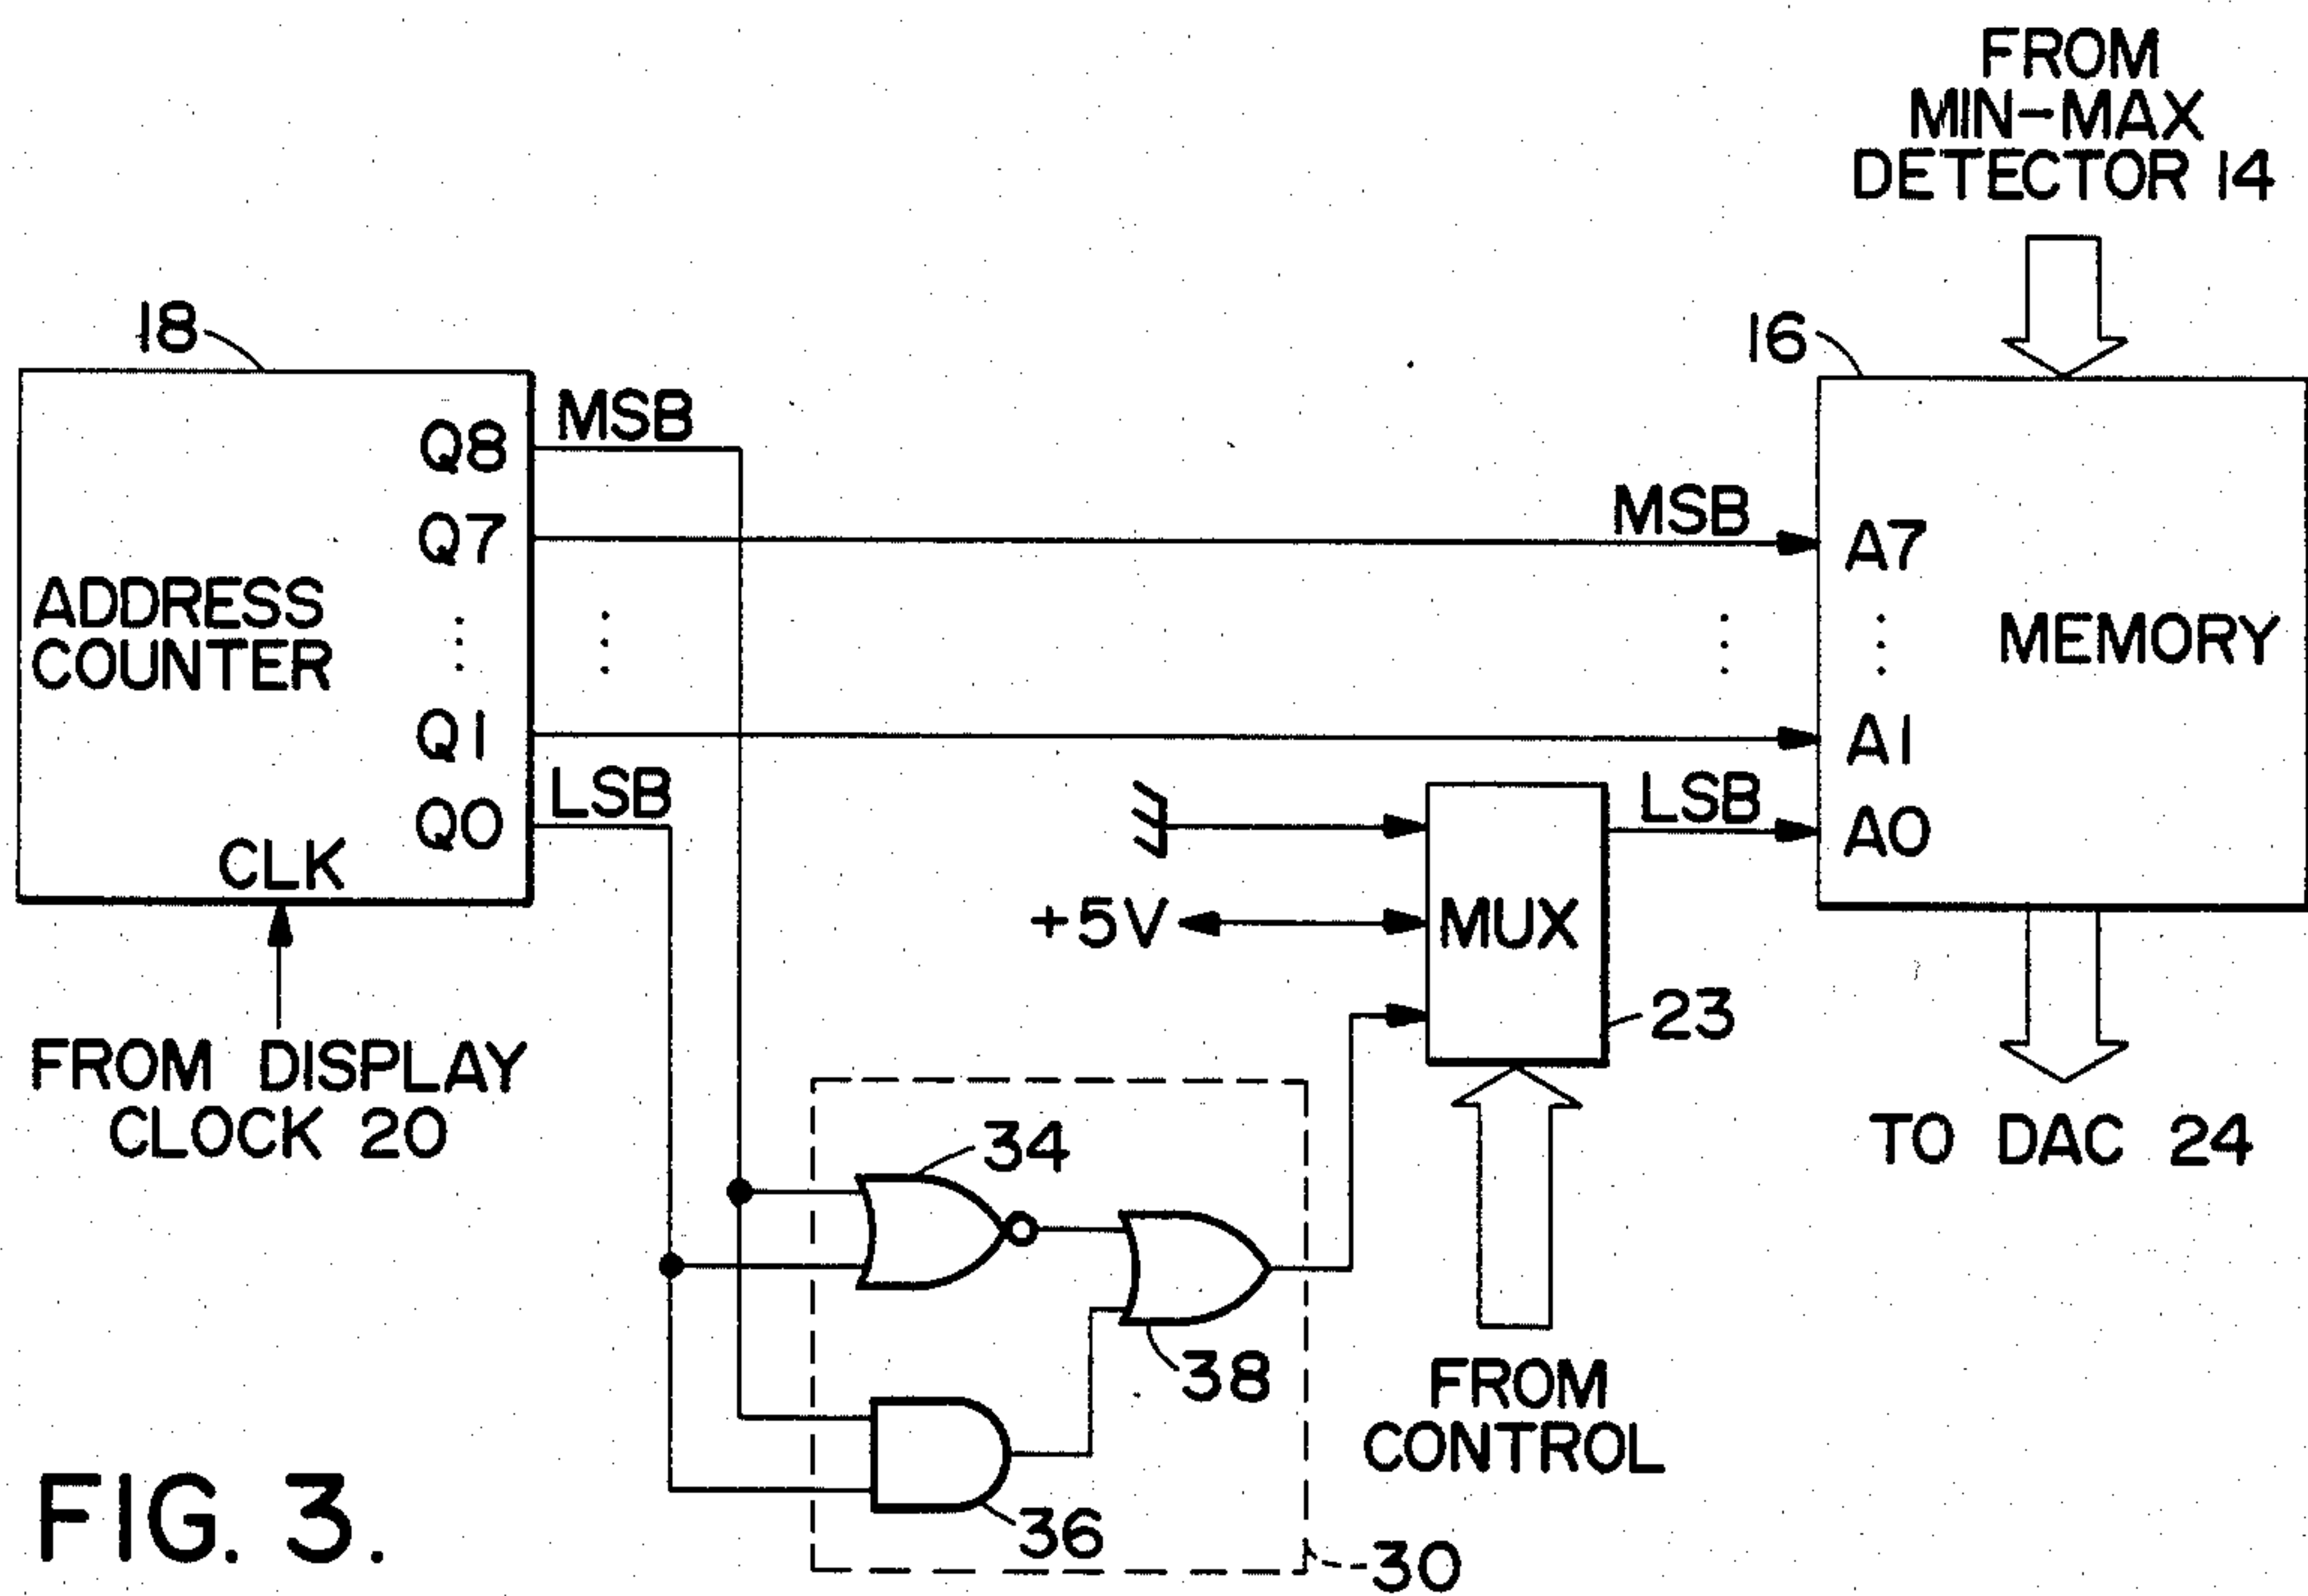 FROM
MIN-MAX
DETECTOR 14
18
16
Q8
MSB
Q7
MSB
A7
ADDRESS
COUNTER
MEMORY
Q1
A1
Q0
LSB
LSB
A0
CLK
+5V
MUX
23
FROM DISPLAY
CLOCK 20
TO DAC 24
34
38
FROM
CONTROL
36
30
FIG. 3.